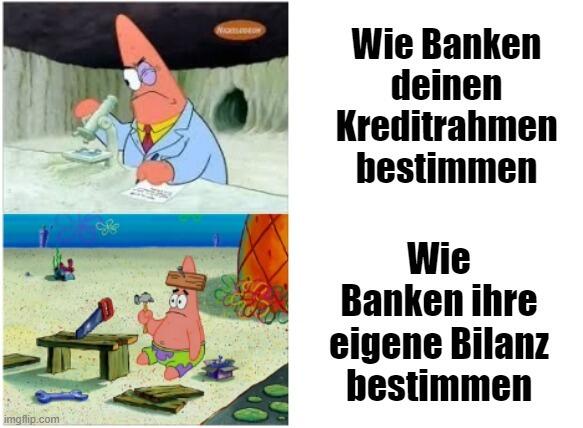 NICKELODEON
Wie Banken
deinen
Kreditrahmen
bestimmen
Wie
Banken ihre
eigene Bilanz
bestimmen
imgflip.com